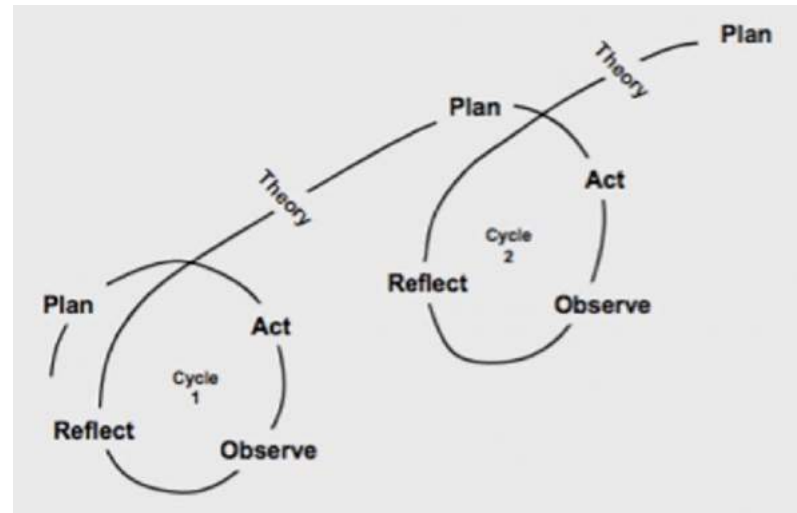 Plan
Theory
Plan
Act
Cycle
2
Reflect
Observe
Theory
Plan
Act
Cycle
1
Reflect
Observe